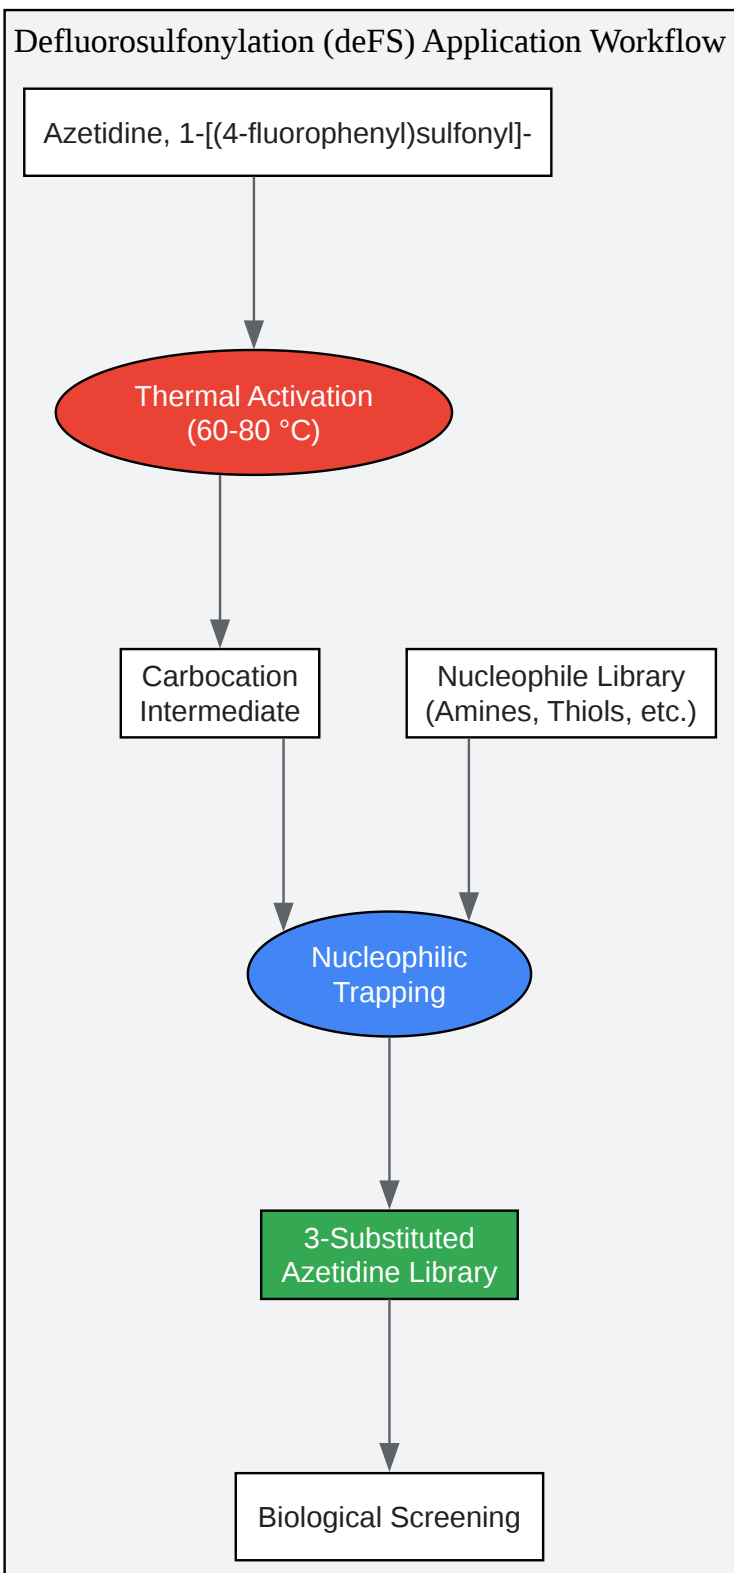 Defluorosulfonylation (deFS) Application Workflow
Azetidine, 1-[(4-fluorophenyl)sulfonyl]-
Thermal Activation
(60-80 °C)
Carbocation
Intermediate
Nucleophile Library
(Amines, Thiols, etc.)
Nucleophilic
Trapping
3-Substituted
Azetidine Library
Biological Screening